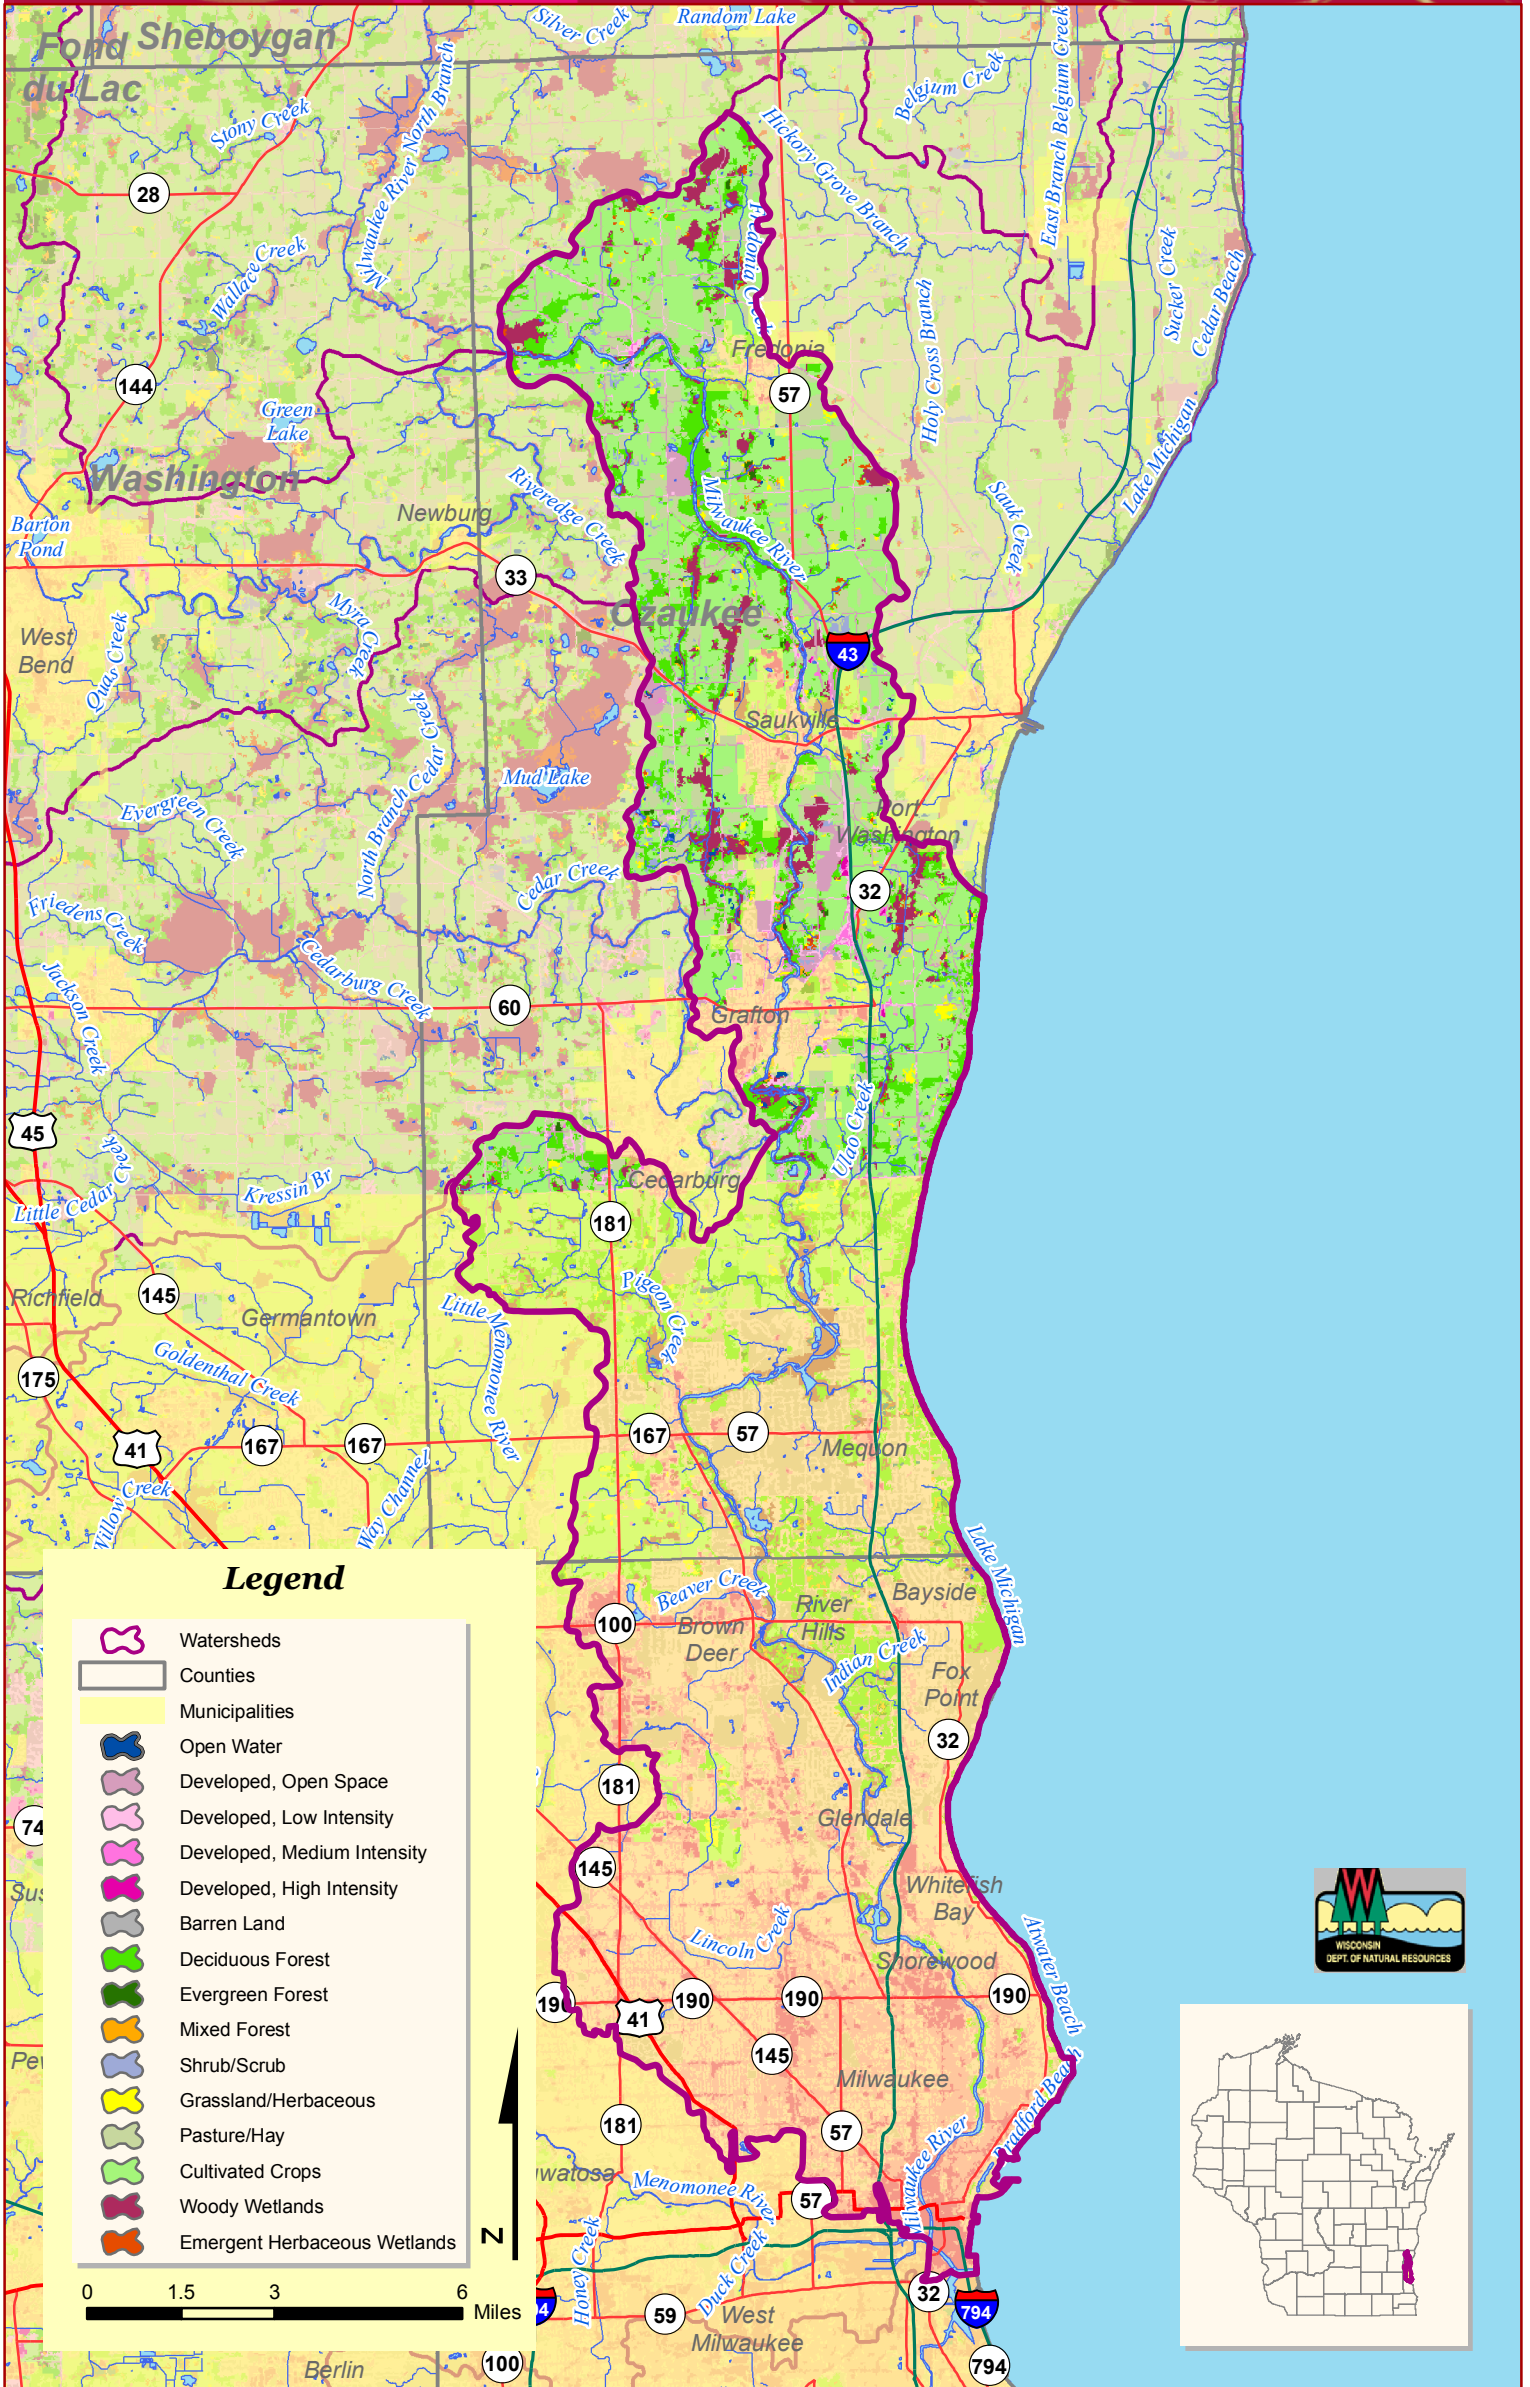 Random Lake
Silver Creek
Fond
du Lac
Sheboygan
Belgium Creek
East Branch Belgium Creek
Stony Creek
Milwaukee River North Branch
Hickory Grove Branch
28
Fredonia Creek
Wallace Creek
Sucker Creek
Cedar Beach
Holy Cross Branch
Fredonia
144
57
Green
Lake
Lake Michigan
Washington
Riveredge Creek
Newburg
Milwaukee River
Sauk Creek
Barton
Pond
33
Myra Creek
Ozaukee
Quas Creek
West
Bend
43
North Branch Cedar Creek
Saukville
Mud Lake
Port
Washington
Evergreen Creek
Cedar Creek
32
Friedens Creek
Cedarburg Creek
Jackson Creek
60
Grafton
45
Ulao Creek
Creek
Kressin Br
Cedarburg
Little Cedar
181
Pigeon Creek
145
Richfield
Germantown
Little Menomonee River
Goldenthal Creek
175
167
57
41
167
167
Mequon
Willow Creek
Way Channel
Lake Michigan
Beaver Creek
Bayside
River
Hills
100
Brown
Deer
Indian Creek
Fox
Point
32
181
Glendale
74
145
Whitefish
Bay
Sus
Lincoln Creek
Atwater Beach
Shorewood
190
190
190
190
41
145
Milwaukee
Pev
Bradford Beach
181
57
Milwaukee River
watosa
Menomonee River
57
Honey Creek
Duck Creek
32
794
59
West
Milwaukee
4
100
Berlin
794
Legend
Watersheds
Counties
Municipalities
Open Water
Developed, Open Space
Developed, Low Intensity
Developed, Medium Intensity
Developed, High Intensity
Barren Land
Deciduous Forest
Evergreen Forest
Mixed Forest
Shrub/Scrub
Grassland/Herbaceous
Pasture/Hay
Cultivated Crops
Woody Wetlands
Emergent Herbaceous Wetlands
N
0 1.5 3 6
Miles
W
WISCONSIN
DEPT. OF NATURAL RESOURCES